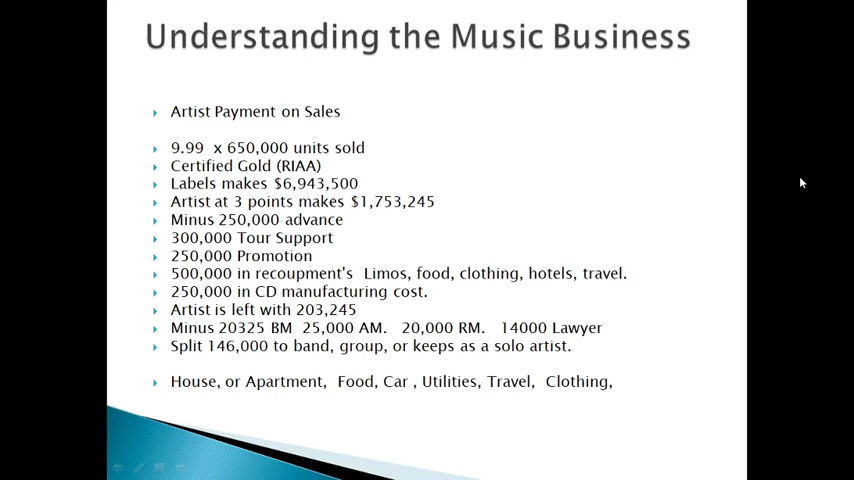 Understanding the Music Business
Artist Payment on Sales
9.99 x 650,000 units sold
Certified Gold (RIAA)
Labels makes $6,943,500
Artist at 3 points makes $1,753,245
Minus 250,000 advance
300,000 Tour Support
250,000 Promotion
500,000 in recoupment's Limos, food, clothing, hotels, travel.
250,000 in CD manufacturing cost.
Artist is left with 203,245
Minus 20325 BM 25,000 AM. 20,000 RM. 14000 Lawyer
Split 146,000 to band, group, or keeps as a solo artist.
House, or Apartment, Food, Car , Utilities, Travel, Clothing,